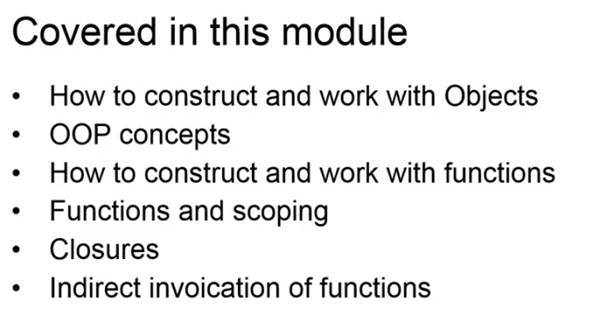 Covered in this module
• How to construct and work with Objects
• OOP concepts
• How to construct and work with functions
• Functions and scoping
• Closures
• Indirect invoication of functions